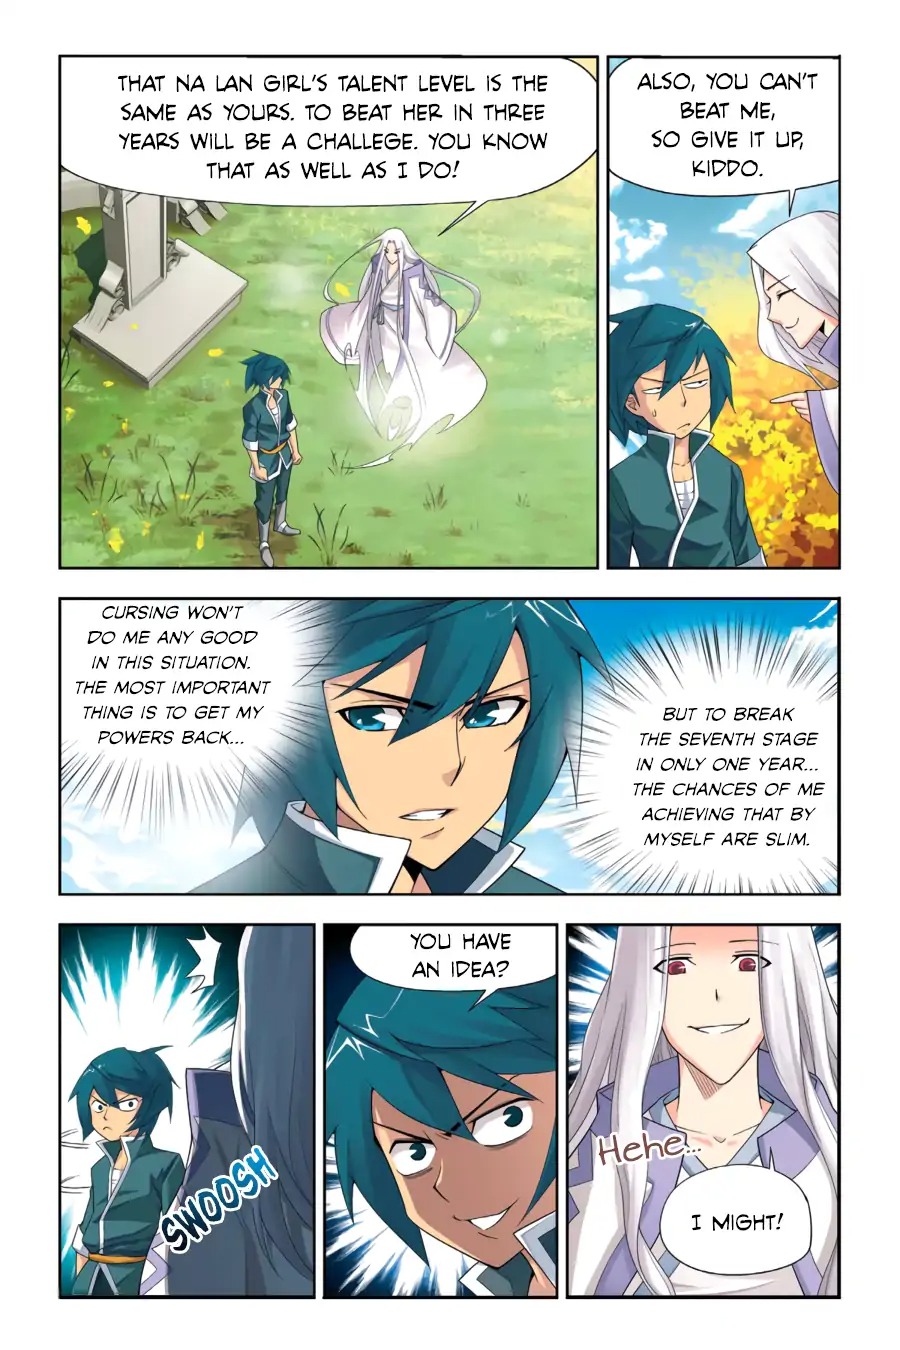 THAT NA LAN GIRL'S TALENT LEVEL IS THE
SAME AS YOURS. TO BEAT HER IN THREE
YEARS WILL BE A CHALLEGE. YOU KNOW
THAT AS WELL AS I DO!
ALSO, YOU CAN'T
BEAT ME,
SO GIVE IT UP,
KIDDO.
CURSING WON'T
DO ME ANY GOOD
IN THIS SITUATION.
THE MOST IMPORTANT
THING IS TO GET MY
POWERS BACK...
BUT TO BREAK
THE SEVENTH STAGE
IN ONLY ONE YEAR...
THE CHANCES OF ME
ACHIEVING THAT BY
MYSELF ARE SLIM.
SWOOSH
YOU HAVE
AN IDEA?
Hehe...
I MIGHT!